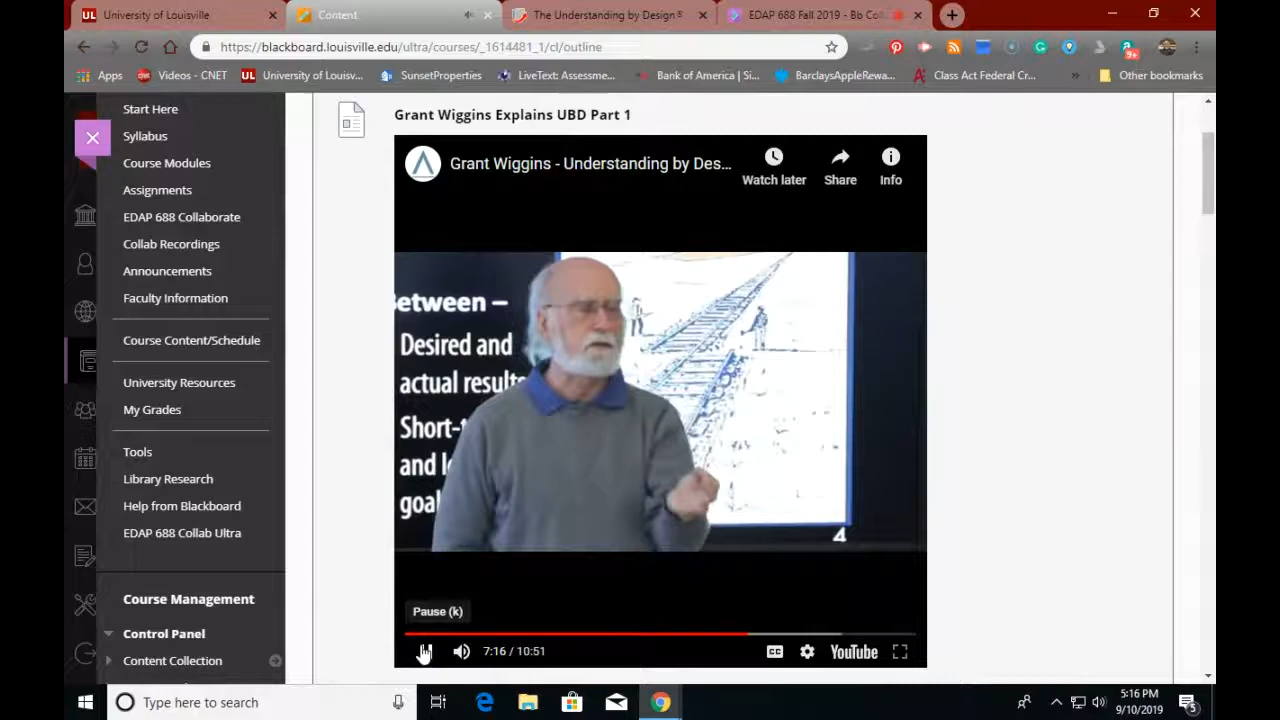 University of Louisville
Content
The Understanding by Design®
EDAP 688 Fall 2019 - Bb Coll
https://blackboard.louisville.edu/ultra/courses/_1614481_1/cl/outline
9+
Apps
Videos - CNET
University of Louisv...
SunsetProperties
LiveText: Assessme...
Bank of America | Si...
BarclaysAppleRewa...
Class Act Federal Cr...
»
Other bookmarks
Start Here
Syllabus
Course Modules
Assignments
EDAP 688 Collaborate
Collab Recordings
Announcements
Faculty Information
Course Content/Schedule
University Resources
My Grades
Tools
Library Research
Help from Blackboard
EDAP 688 Collab Ultra
Course Management
Control Panel
Content Collection
Grant Wiggins Explains UBD Part 1
Grant Wiggins - Understanding by Des...
Watch later
Share
Info
Between –
Desired and
actual results
Short-t
and lo
goal
4
Pause (k)
7:16 / 10:51
CC
YouTube
Type here to search
5:16 PM
9/10/2019
5